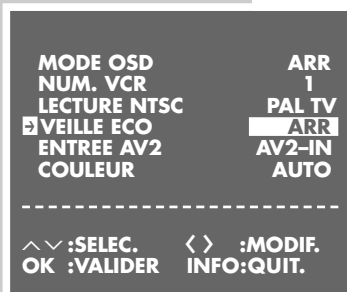 MODE OSD ARR
NUM. VCR 1
LECTURE NTSC PAL TV
VEILLE ECO ARR
ENTREE AV2 AV2–IN
COULEUR AUTO
:SELEC. :MODIF.
OK :VALIDER INFO:QUIT.